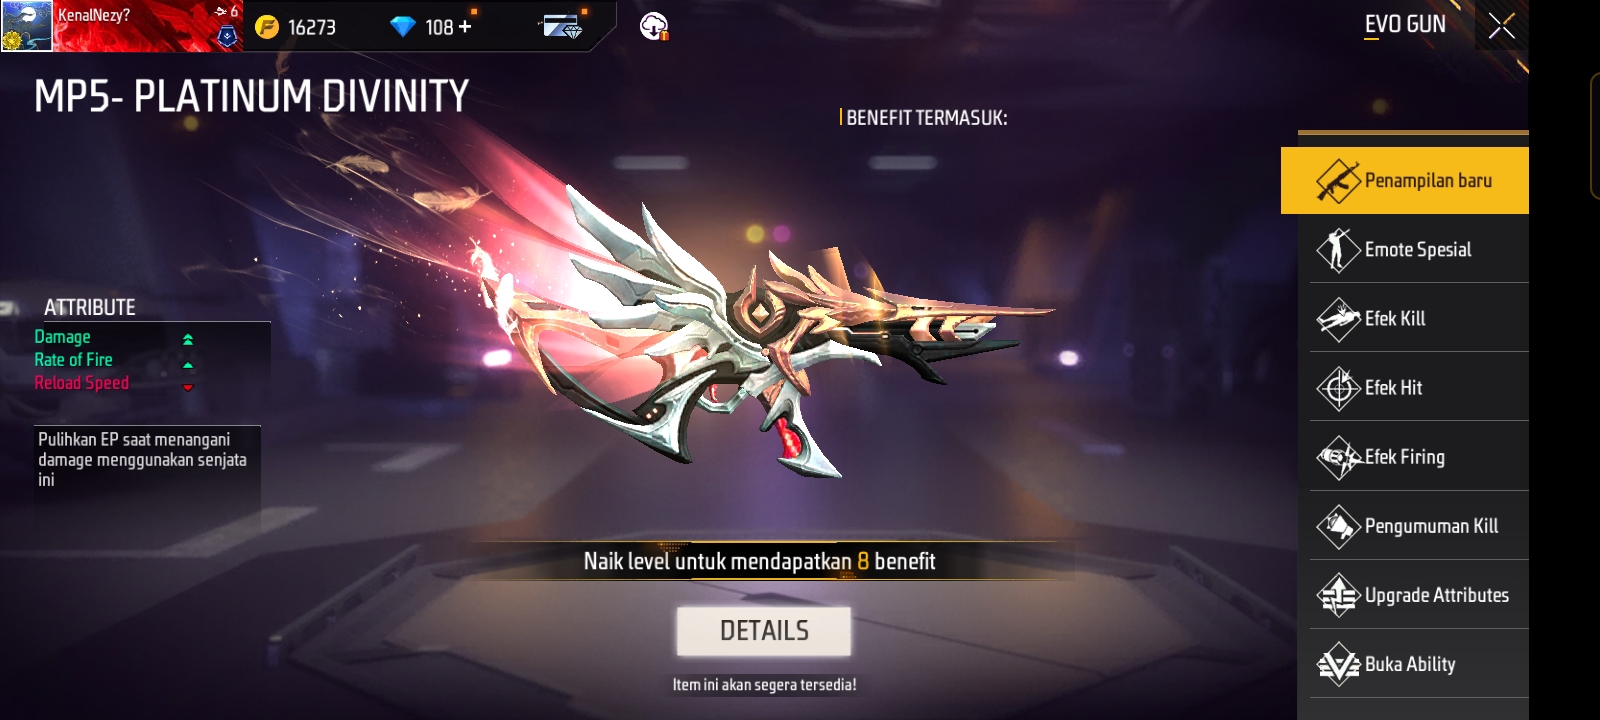 KenalNezy?
6
16273
108 +
EVO GUN
MP5- PLATINUM DIVINITY
BENEFIT TERMASUK:
ATTRIBUTE
Damage
Rate of Fire
Reload Speed
Pulihkan EP saat menangani
damage menggunakan senjata
ini
Naik level untuk mendapatkan 8 benefit
DETAILS
Item ini akan segera tersedia!
Penampilan baru
Emote Spesial
Efek Kill
Efek Hit
Efek Firing
Pengumuman Kill
Upgrade Attributes
Buka Ability